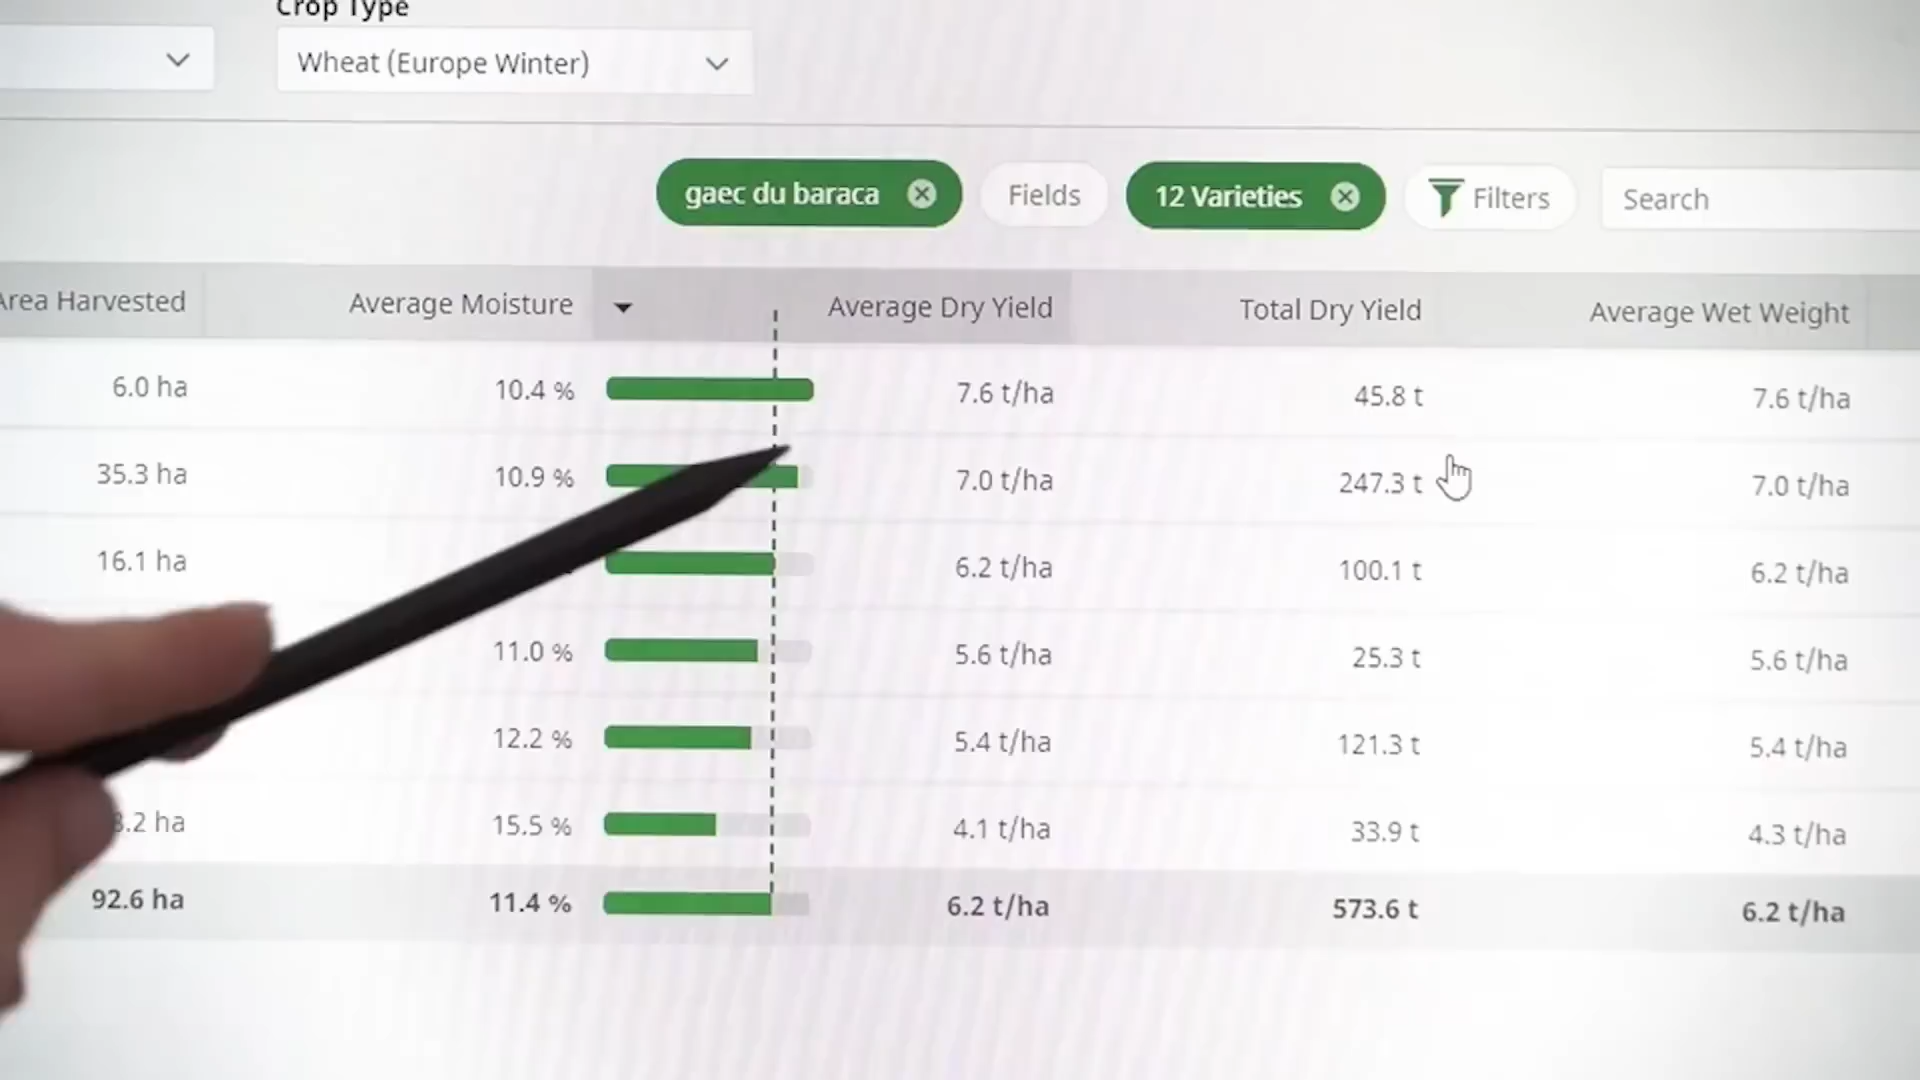 Crop Type
Wheat (Europe Winter)
gaec du baraca Fields 12 Varieties Filters Search
Area Harvested Average Moisture Average Dry Yield Total Dry Yield Average Wet Weight
6.0 ha 10.4 % 7.6 t/ha 45.8 t 7.6 t/ha
35.3 ha 10.9 % 7.0 t/ha 247.3 t 7.0 t/ha
16.1 ha 6.2 t/ha 100.1 t 6.2 t/ha
11.0 % 5.6 t/ha 25.3 t 5.6 t/ha
12.2 % 5.4 t/ha 121.3 t 5.4 t/ha
.2 ha 15.5 % 4.1 t/ha 33.9 t 4.3 t/ha
92.6 ha 11.4 % 6.2 t/ha 573.6 t 6.2 t/ha